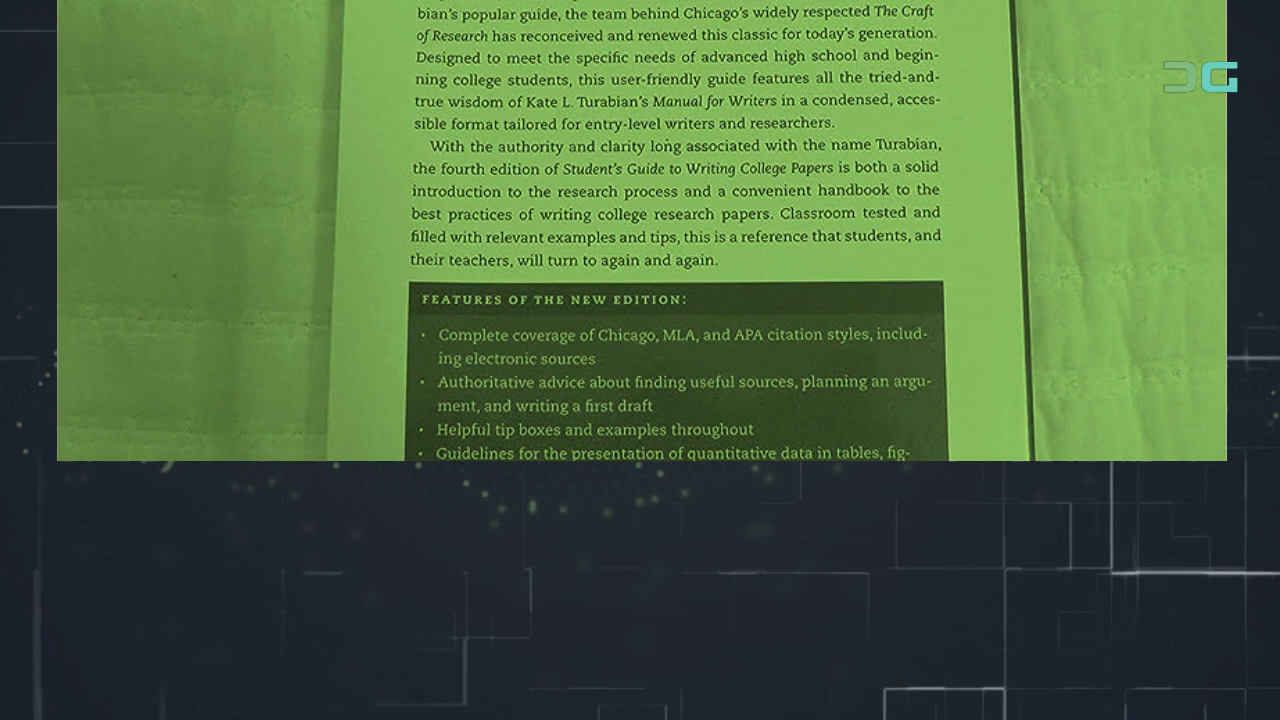 bian's popular guide, the team behind Chicago's widely respected The Craft
of Research has reconceived and renewed this classic for today's generation.
Designed to meet the specific needs of advanced high school and begin-
ning college students, this user-friendly guide features all the tried-and-
true wisdom of Kate L. Turabian's Manual for Writers in a condensed, acces-
sible format tailored for entry-level writers and researchers.
With the authority and clarity long associated with the name Turabian,
the fourth edition of Student's Guide to Writing College Papers is both a solid
introduction to the research process and a convenient handbook to the
best practices of writing college research papers. Classroom tested and
filled with relevant examples and tips, this is a reference that students, and
their teachers, will turn to again and again.
FEATURES OF THE NEW EDITION:
• Complete coverage of Chicago, MLA, and APA citation styles, includ-
ing electronic sources
• Authoritative advice about finding useful sources, planning an argu-
ment, and writing a first draft
• Helpful tip boxes and examples throughout
• Guidelines for the presentation of quantitative data in tables, fig-